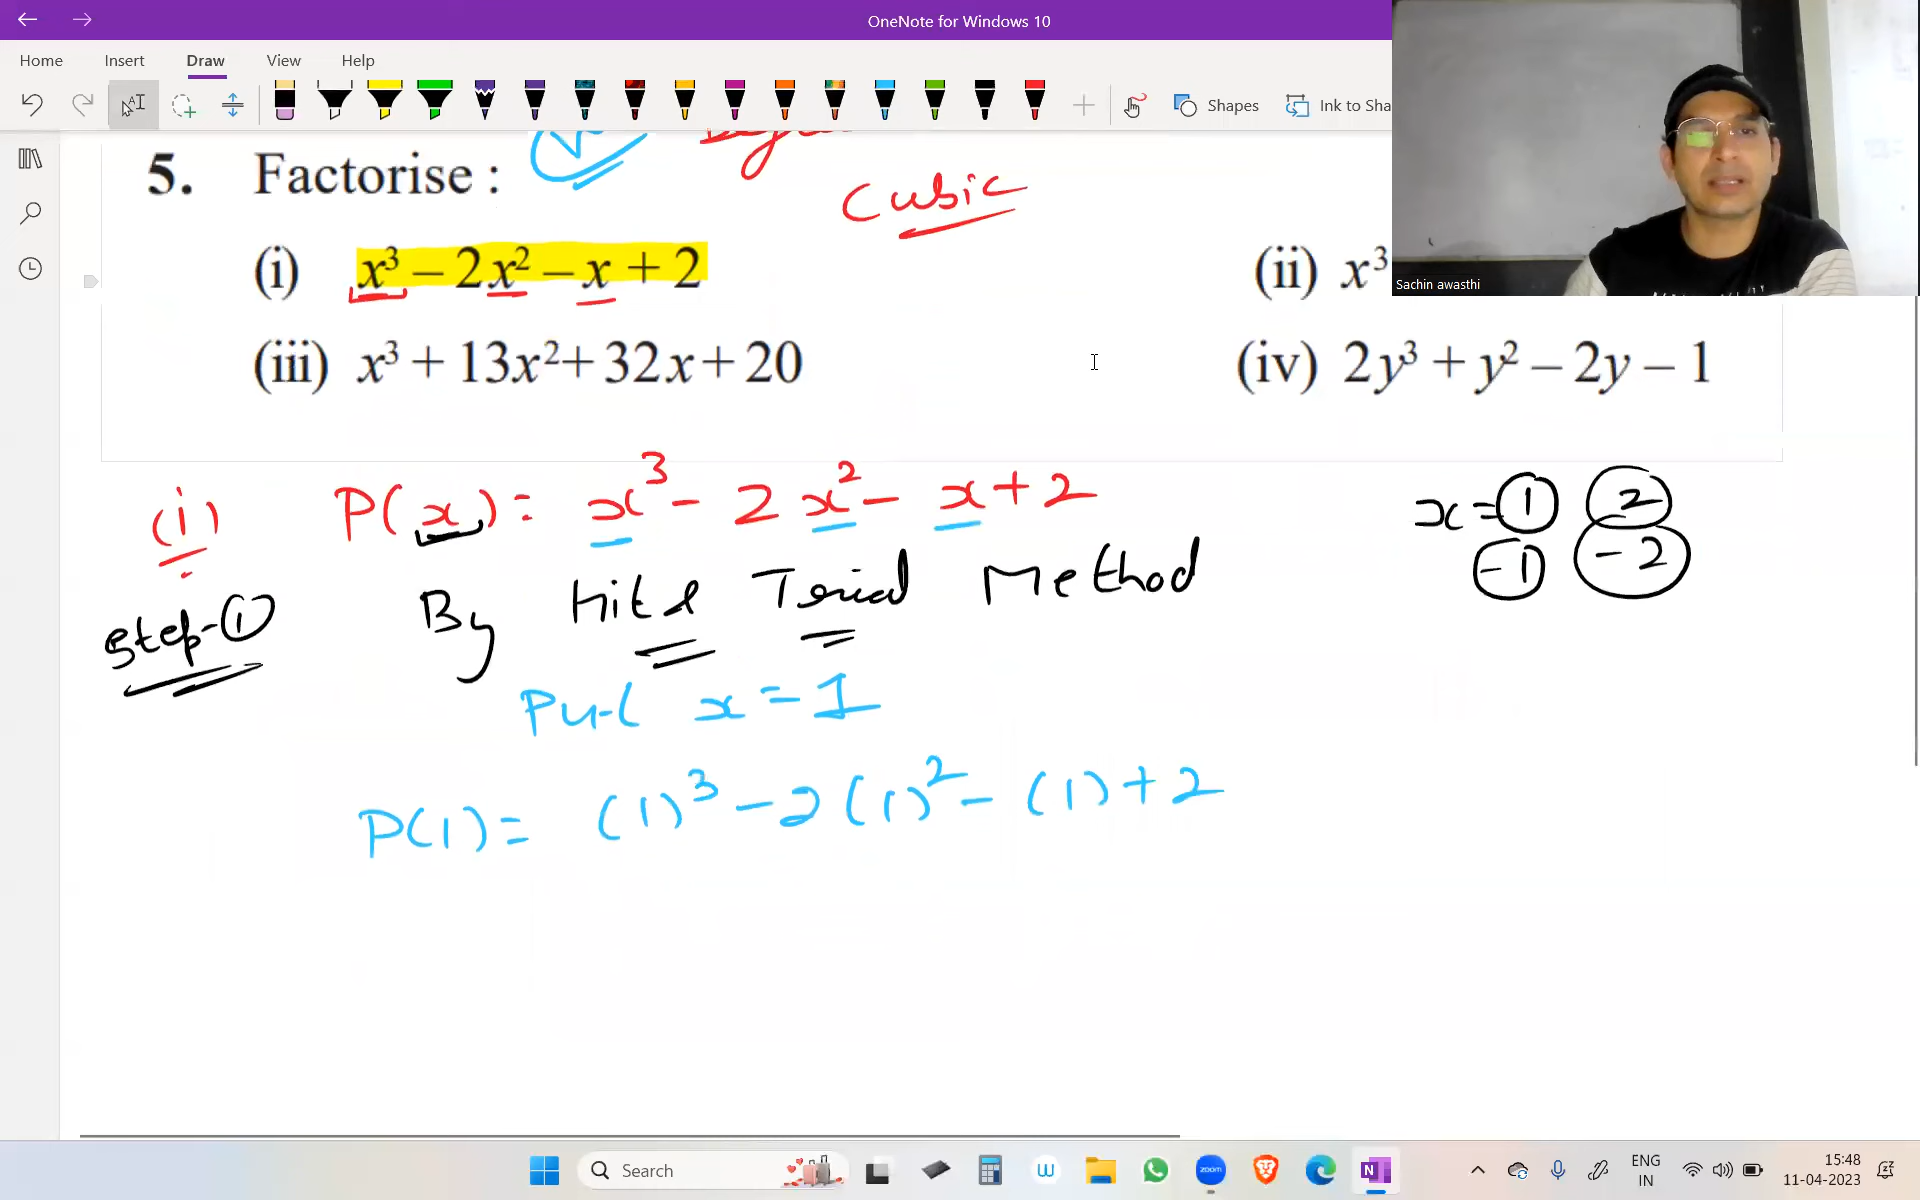 OneNote for Windows 10
Home Insert Draw View Help
Shapes Ink to Sha
Sachin awasthi
5. Factorise :
Cubic
(i) x³ – 2x² – x + 2
(ii) x³
(iii) x³ + 13x² + 32x + 20
(iv) 2y³ + y² – 2y – 1
(i) P(x) = x³ - 2x² - x + 2
x = 1 2
-1 -2
Step-1 By Hit & Trial Method
Put x = 1
P(1) = (1)³ - 2(1)² - (1) + 2
Search
zoom
N
ENG
IN
15:48
11-04-2023